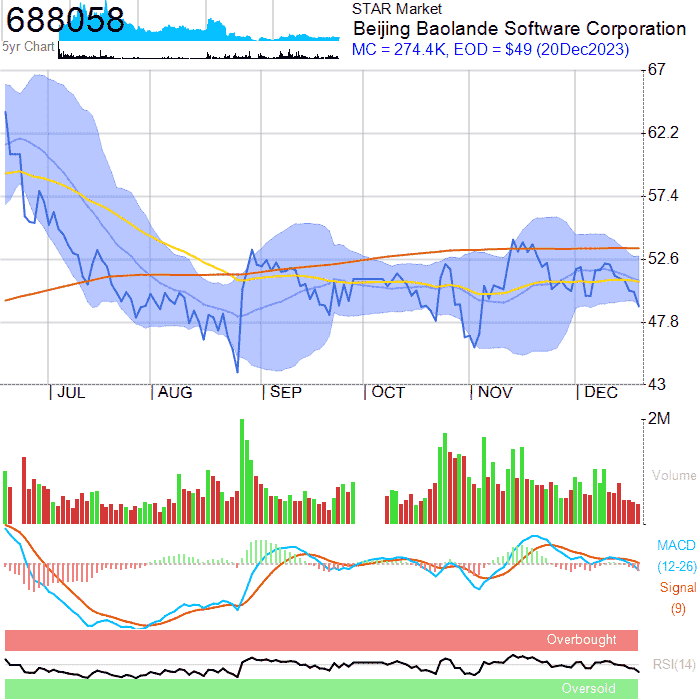 688058
5yr Chart
STAR Market
Beijing Baolande Software Corporation
MC = 274.4K, EOD = $49 (20Dec2023)
67
62.2
57.4
52.6
47.8
43
JUL AUG SEP OCT NOV DEC
2M
Volume
MACD
(12-26)
Signal
(9)
Overbought
RSI(14)
Oversold